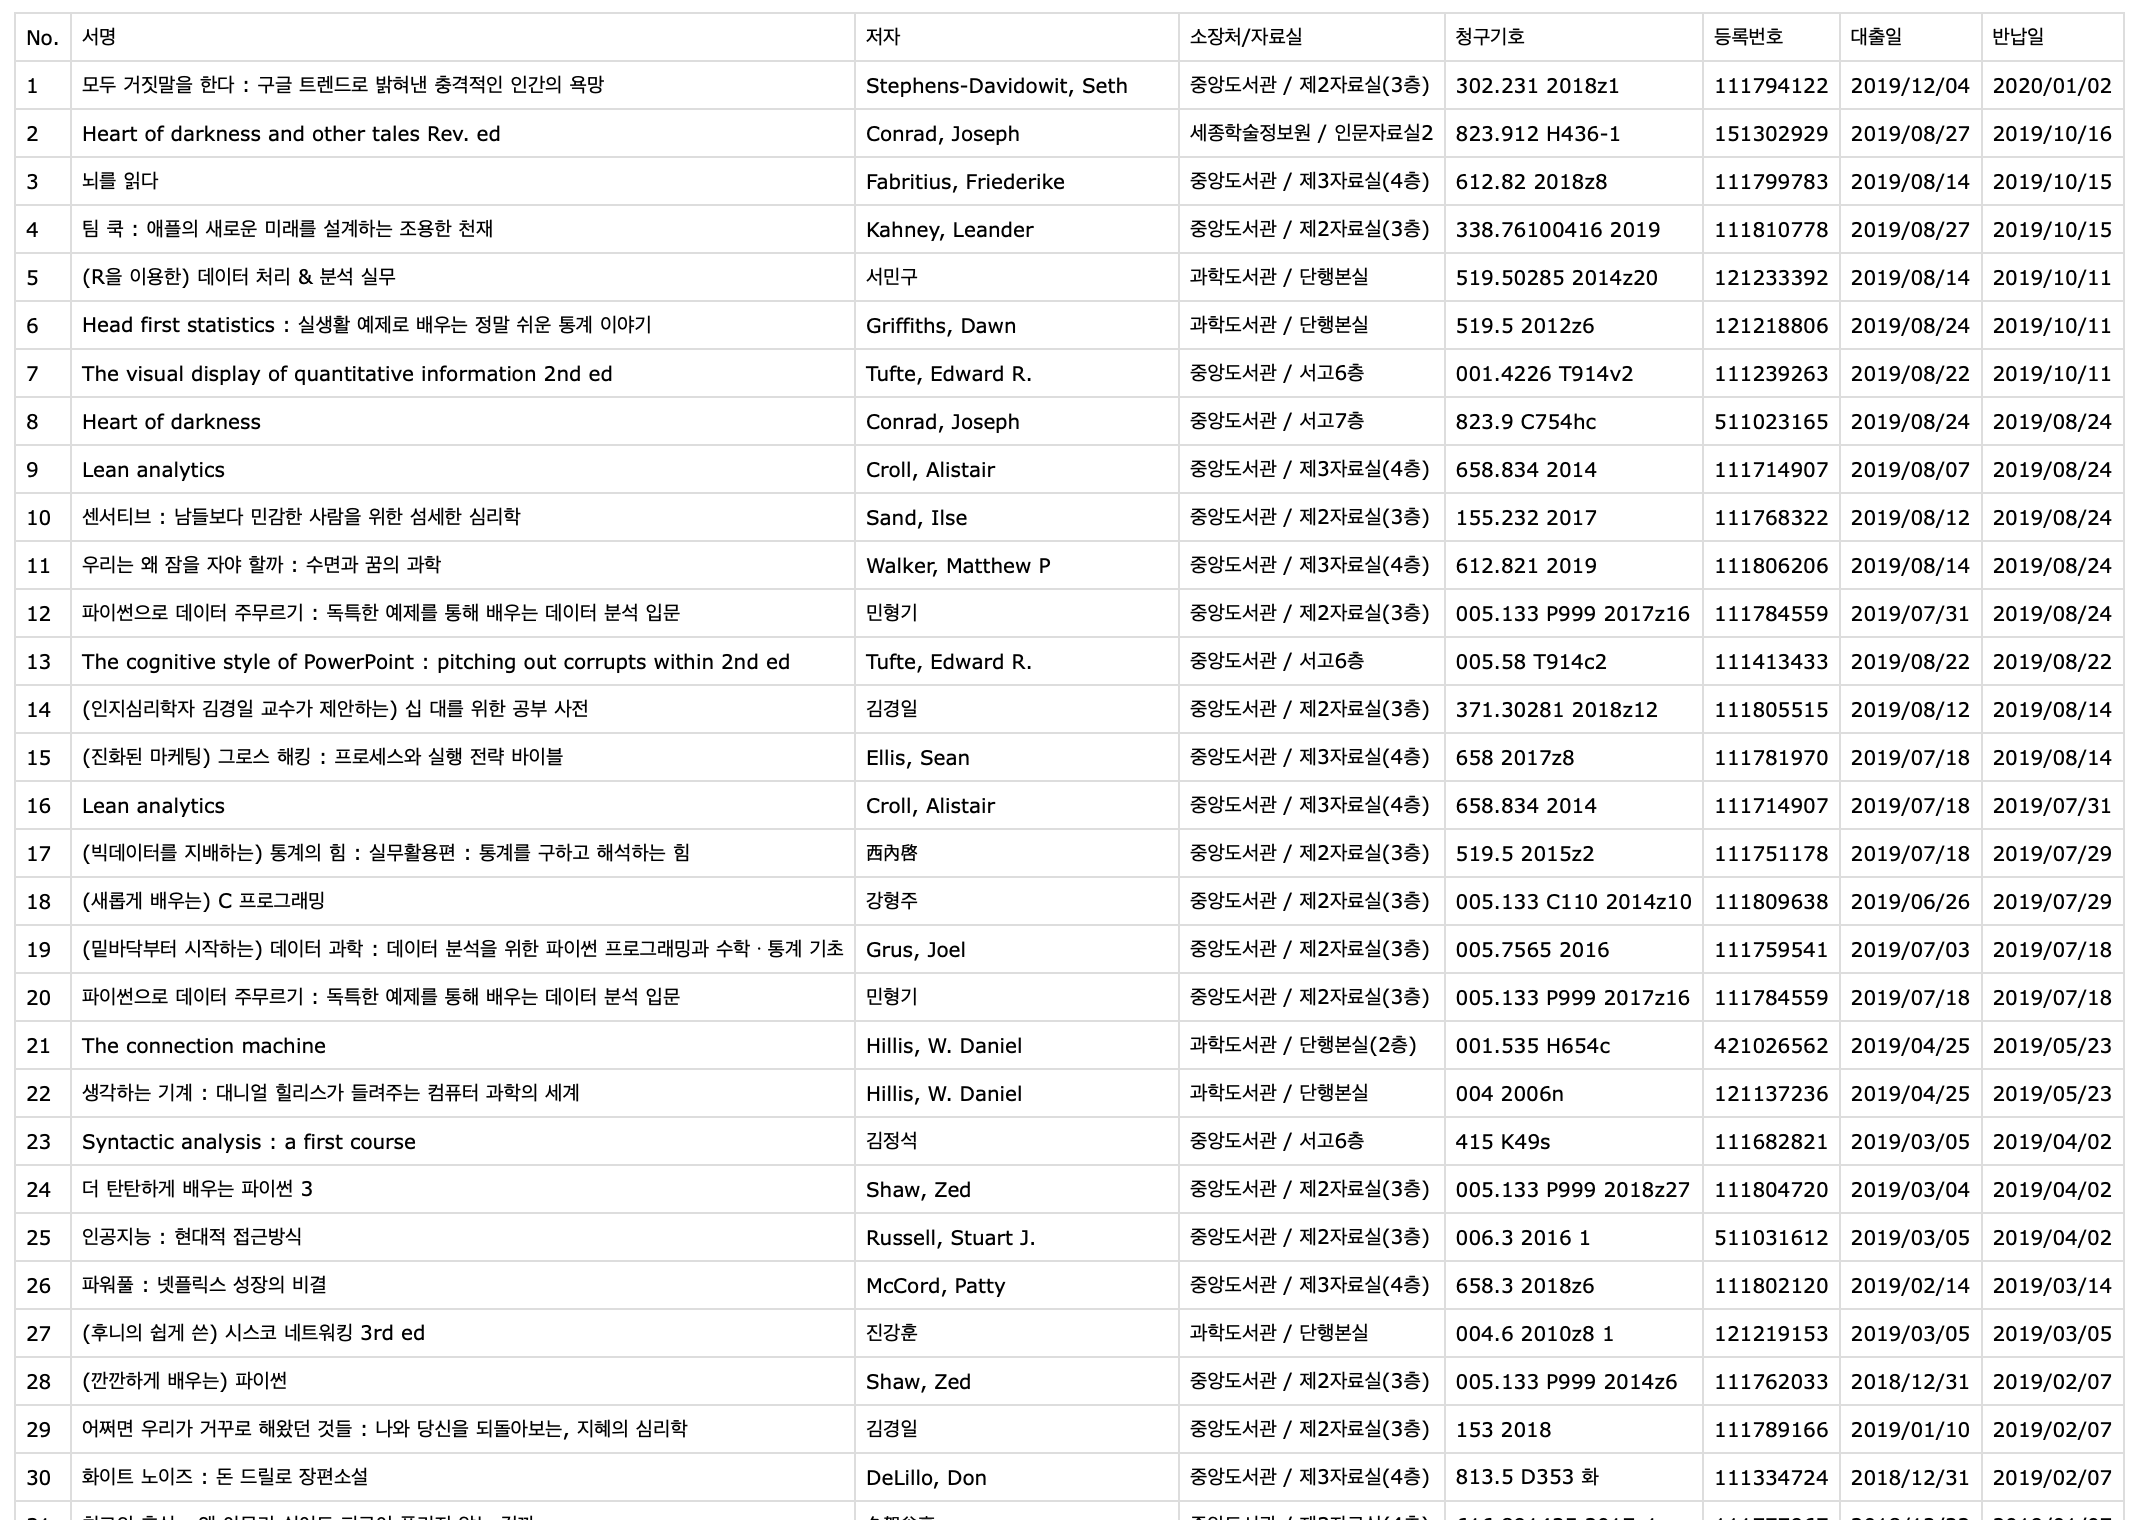 No. 서명 저자 소장처/자료실 청구기호 등록번호 대출일 반납일
1 모두 거짓말을 한다 : 구글 트렌드로 밝혀낸 충격적인 인간의 욕망 Stephens-Davidowit, Seth 중앙도서관 / 제2자료실(3층) 302.231 2018z1 111794122 2019/12/04 2020/01/02
2 Heart of darkness and other tales Rev. ed Conrad, Joseph 세종학술정보원 / 인문자료실2 823.912 H436-1 151302929 2019/08/27 2019/10/16
3 뇌를 읽다 Fabritius, Friederike 중앙도서관 / 제3자료실(4층) 612.82 2018z8 111799783 2019/08/14 2019/10/15
4 팀 쿡 : 애플의 새로운 미래를 설계하는 조용한 천재 Kahney, Leander 중앙도서관 / 제2자료실(3층) 338.76100416 2019 111810778 2019/08/27 2019/10/15
5 (R을 이용한) 데이터 처리 & 분석 실무 서민구 과학도서관 / 단행본실 519.50285 2014z20 121233392 2019/08/14 2019/10/11
6 Head first statistics : 실생활 예제로 배우는 정말 쉬운 통계 이야기 Griffiths, Dawn 과학도서관 / 단행본실 519.5 2012z6 121218806 2019/08/24 2019/10/11
7 The visual display of quantitative information 2nd ed Tufte, Edward R. 중앙도서관 / 서고6층 001.4226 T914v2 111239263 2019/08/22 2019/10/11
8 Heart of darkness Conrad, Joseph 중앙도서관 / 서고7층 823.9 C754hc 511023165 2019/08/24 2019/08/24
9 Lean analytics Croll, Alistair 중앙도서관 / 제3자료실(4층) 658.834 2014 111714907 2019/08/07 2019/08/24
10 센서티브 : 남들보다 민감한 사람을 위한 섬세한 심리학 Sand, Ilse 중앙도서관 / 제2자료실(3층) 155.232 2017 111768322 2019/08/12 2019/08/24
11 우리는 왜 잠을 자야 할까 : 수면과 꿈의 과학 Walker, Matthew P 중앙도서관 / 제3자료실(4층) 612.821 2019 111806206 2019/08/14 2019/08/24
12 파이썬으로 데이터 주무르기 : 독특한 예제를 통해 배우는 데이터 분석 입문 민형기 중앙도서관 / 제2자료실(3층) 005.133 P999 2017z16 111784559 2019/07/31 2019/08/24
13 The cognitive style of PowerPoint : pitching out corrupts within 2nd ed Tufte, Edward R. 중앙도서관 / 서고6층 005.58 T914c2 111413433 2019/08/22 2019/08/22
14 (인지심리학자 김경일 교수가 제안하는) 십 대를 위한 공부 사전 김경일 중앙도서관 / 제2자료실(3층) 371.30281 2018z12 111805515 2019/08/12 2019/08/14
15 (진화된 마케팅) 그로스 해킹 : 프로세스와 실행 전략 바이블 Ellis, Sean 중앙도서관 / 제3자료실(4층) 658 2017z8 111781970 2019/07/18 2019/08/14
16 Lean analytics Croll, Alistair 중앙도서관 / 제3자료실(4층) 658.834 2014 111714907 2019/07/18 2019/07/31
17 (빅데이터를 지배하는) 통계의 힘 : 실무활용편 : 통계를 구하고 해석하는 힘 西內啓 중앙도서관 / 제2자료실(3층) 519.5 2015z2 111751178 2019/07/18 2019/07/29
18 (새롭게 배우는) C 프로그래밍 강형주 중앙도서관 / 제2자료실(3층) 005.133 C110 2014z10 111809638 2019/06/26 2019/07/29
19 (밑바닥부터 시작하는) 데이터 과학 : 데이터 분석을 위한 파이썬 프로그래밍과 수학·통계 기초 Grus, Joel 중앙도서관 / 제2자료실(3층) 005.7565 2016 111759541 2019/07/03 2019/07/18
20 파이썬으로 데이터 주무르기 : 독특한 예제를 통해 배우는 데이터 분석 입문 민형기 중앙도서관 / 제2자료실(3층) 005.133 P999 2017z16 111784559 2019/07/18 2019/07/18
21 The connection machine Hillis, W. Daniel 과학도서관 / 단행본실(2층) 001.535 H654c 421026562 2019/04/25 2019/05/23
22 생각하는 기계 : 대니얼 힐리스가 들려주는 컴퓨터 과학의 세계 Hillis, W. Daniel 과학도서관 / 단행본실 004 2006n 121137236 2019/04/25 2019/05/23
23 Syntactic analysis : a first course 김정석 중앙도서관 / 서고6층 415 K49s 111682821 2019/03/05 2019/04/02
24 더 탄탄하게 배우는 파이썬 3 Shaw, Zed 중앙도서관 / 제2자료실(3층) 005.133 P999 2018z27 111804720 2019/03/04 2019/04/02
25 인공지능 : 현대적 접근방식 Russell, Stuart J. 중앙도서관 / 제2자료실(3층) 006.3 2016 1 511031612 2019/03/05 2019/04/02
26 파워풀 : 넷플릭스 성장의 비결 McCord, Patty 중앙도서관 / 제3자료실(4층) 658.3 2018z6 111802120 2019/02/14 2019/03/14
27 (후니의 쉽게 쓴) 시스코 네트워킹 3rd ed 진강훈 과학도서관 / 단행본실 004.6 2010z8 1 121219153 2019/03/05 2019/03/05
28 (깐깐하게 배우는) 파이썬 Shaw, Zed 중앙도서관 / 제2자료실(3층) 005.133 P999 2014z6 111762033 2018/12/31 2019/02/07
29 어쩌면 우리가 거꾸로 해왔던 것들 : 나와 당신을 되돌아보는, 지혜의 심리학 김경일 중앙도서관 / 제2자료실(3층) 153 2018 111789166 2019/01/10 2019/02/07
30 화이트 노이즈 : 돈 드릴로 장편소설 DeLillo, Don 중앙도서관 / 제3자료실(4층) 813.5 D353 화 111334724 2018/12/31 2019/02/07